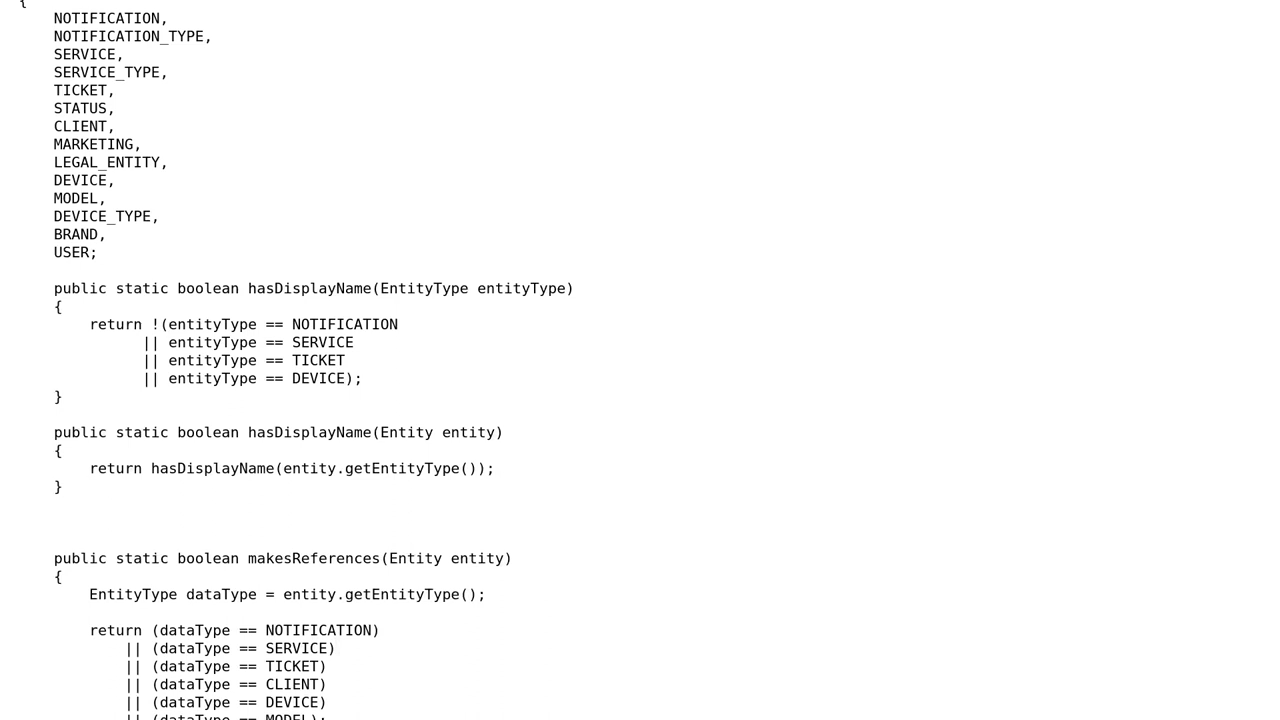 {
    NOTIFICATION,
    NOTIFICATION_TYPE,
    SERVICE,
    SERVICE_TYPE,
    TICKET,
    STATUS,
    CLIENT,
    MARKETING,
    LEGAL_ENTITY,
    DEVICE,
    MODEL,
    DEVICE_TYPE,
    BRAND,
    USER;

    public static boolean hasDisplayName(EntityType entityType)
    {
        return !(entityType == NOTIFICATION
              || entityType == SERVICE
              || entityType == TICKET
              || entityType == DEVICE);
    }

    public static boolean hasDisplayName(Entity entity)
    {
        return hasDisplayName(entity.getEntityType());
    }

    public static boolean makesReferences(Entity entity)
    {
        EntityType dataType = entity.getEntityType();

        return (dataType == NOTIFICATION)
            || (dataType == SERVICE)
            || (dataType == TICKET)
            || (dataType == CLIENT)
            || (dataType == DEVICE)
            || (dataType == MODEL);